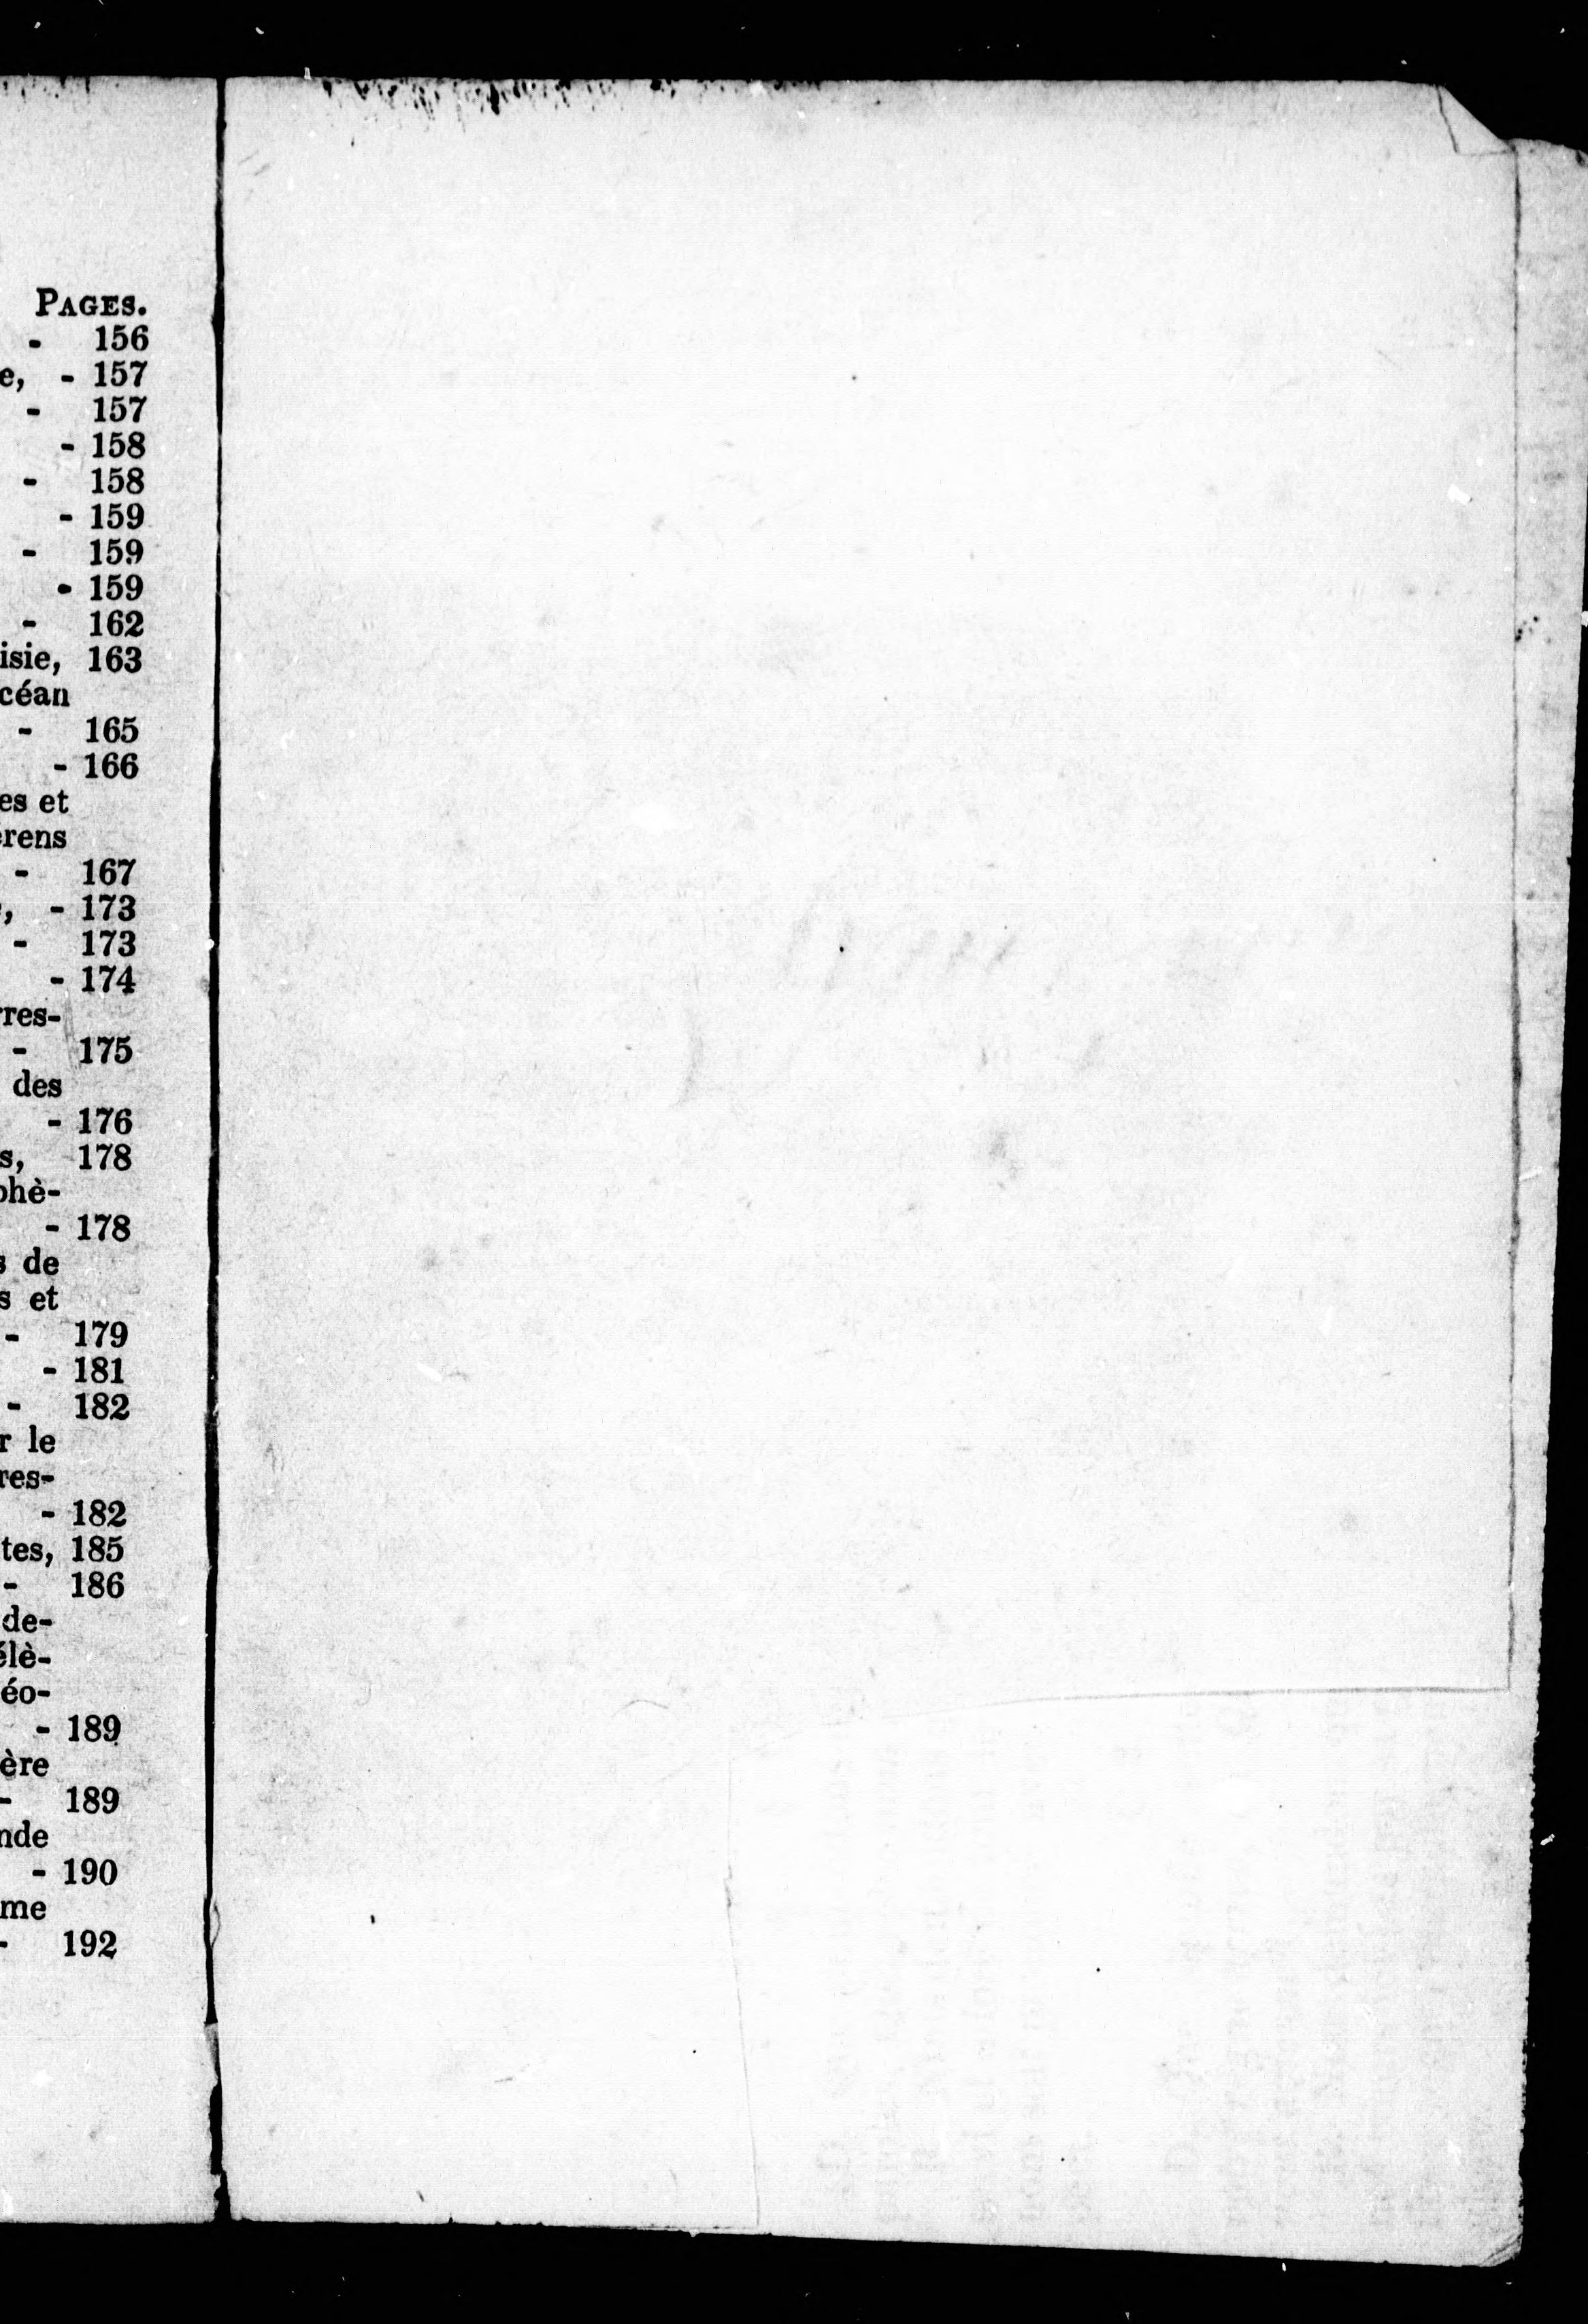 PAGES.
- 156
e, - 157
- 157
- 158
- 158
- 159
- 159
- 159
- 162
isie, 163
céan
- 165
- 166
es et
érens
- 167
, - 173
- 173
- 174
rres-
- 175
des
- 176
s, 178
phè-
- 178
s de
s et
- 179
- 181
- 182
r le
res-
- 182
tes, 185
- 186
de-
élè-
éo-
- 189
ère
- 189
nde
- 190
me
- 192